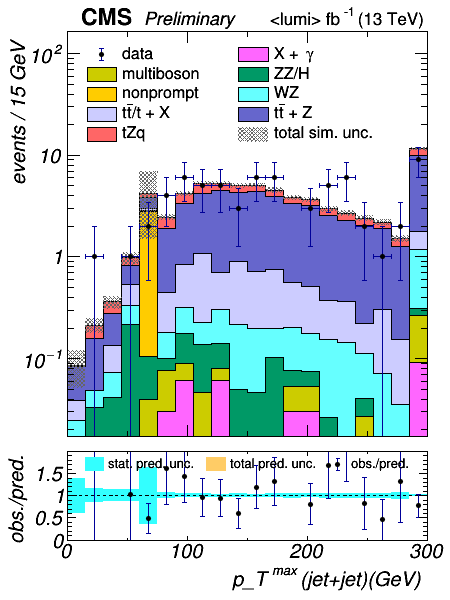 CMS Preliminary <lumi> fb⁻¹ (13 TeV)
events / 15 GeV
10²
10
1
10⁻¹
data
X + γ
multiboson
ZZ/H
nonprompt
WZ
tt̄/t + X
tt̄ + Z
tZq
total sim. unc.
obs./pred.
1.5
1
0.5
0
stat. pred. unc.
total pred. unc.
obs./pred.
0 100 200 300
p_T^max (jet+jet)(GeV)